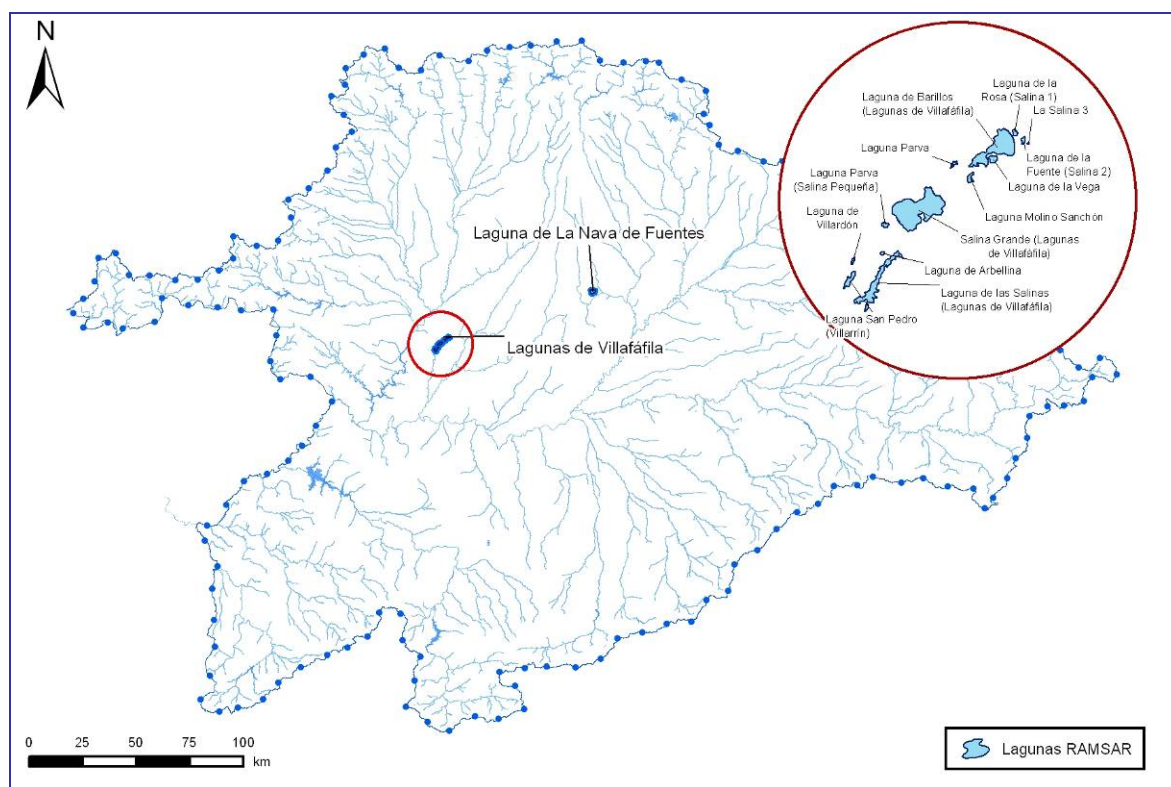 N
Laguna de la
Rosa (Salina 1)
Laguna de Barillos
(Lagunas de Villafáfila)
La Salina 3
Laguna Parva
Laguna de la
Fuente (Salina 2)
Laguna Parva
(Salina Pequeña)
Laguna de la Vega
Laguna de
Villardón
Laguna Molino Sanchón
Salina Grande (Lagunas
de Villafáfila)
Laguna de Arbellina
Laguna de las Salinas
(Lagunas de Villafáfila)
Laguna San Pedro
(Villarrín)
Laguna de La Nava de Fuentes
Lagunas de Villafáfila
0 25 50 75 100
km
Lagunas RAMSAR